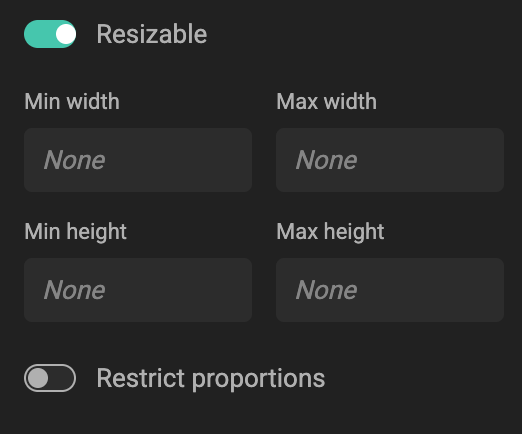 Resizable
Min width Max width
None None
Min height Max height
None None
Restrict proportions